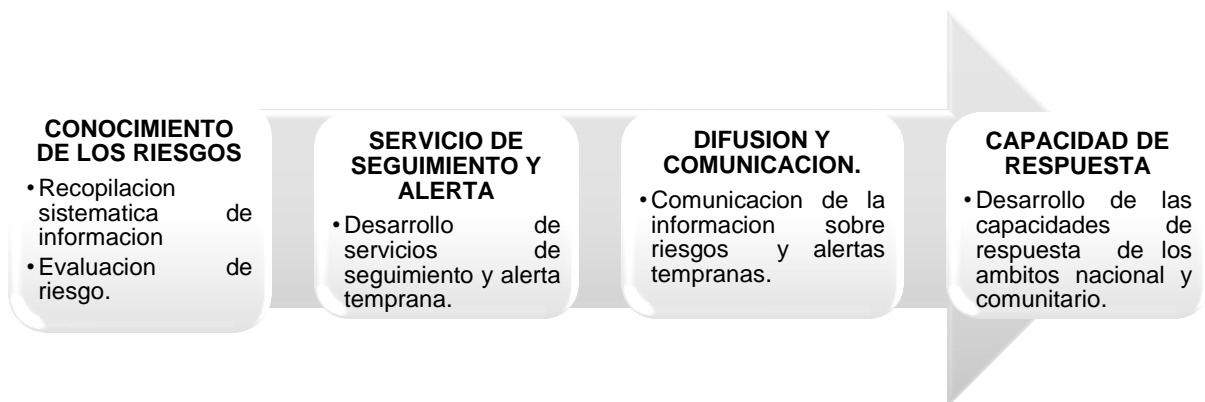 CONOCIMIENTO
DE LOS RIESGOS
• Recopilacion
sistematica de
informacion
• Evaluacion de
riesgo.
SERVICIO DE
SEGUIMIENTO Y
ALERTA
• Desarrollo de
servicios de
seguimiento y alerta
temprana.
DIFUSION Y
COMUNICACION.
• Comunicacion de la
informacion sobre
riesgos y alertas
tempranas.
CAPACIDAD DE
RESPUESTA
• Desarrollo de las
capacidades de
respuesta de los
ambitos nacional y
comunitario.